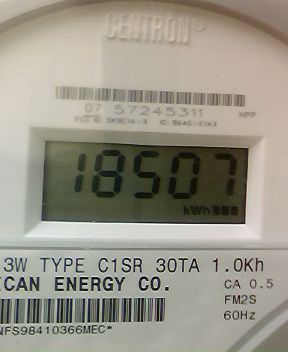 CENTRON
07 57245311 HPP
18507
kWh
3W TYPE C1SR 30TA 1.0Kh
ICAN ENERGY CO. CA 0.5
FM2S
NFS98410366MEC* 60Hz